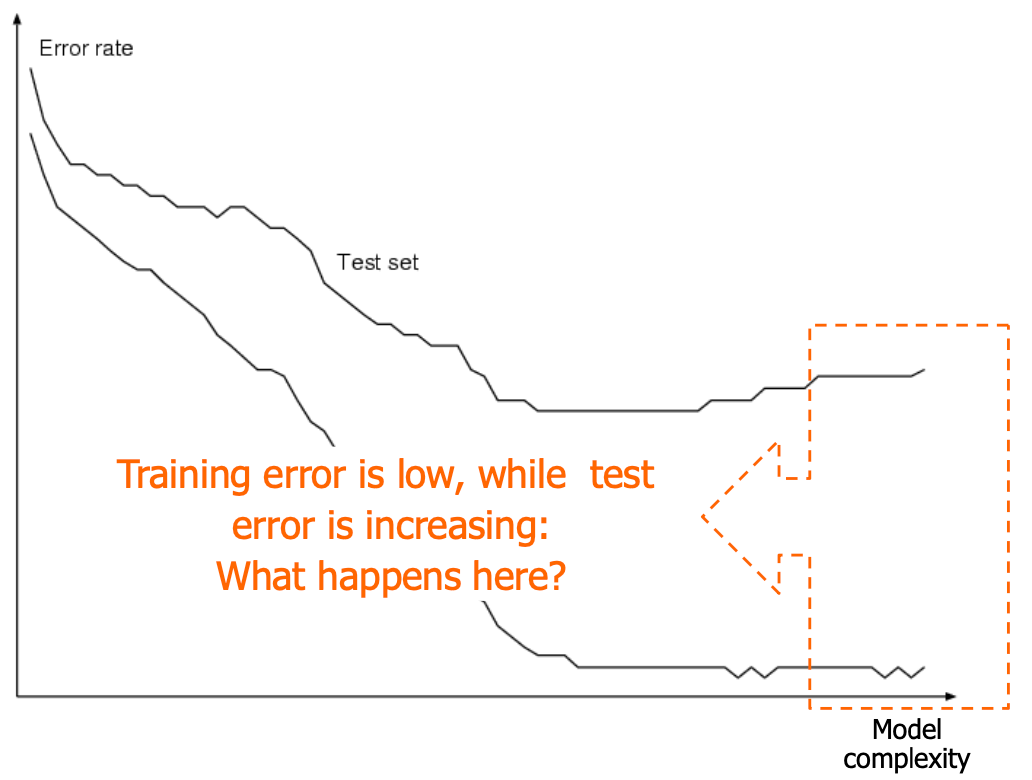 Error rate
Test set
Training error is low, while  test
error is increasing:
What happens here?
Model
complexity